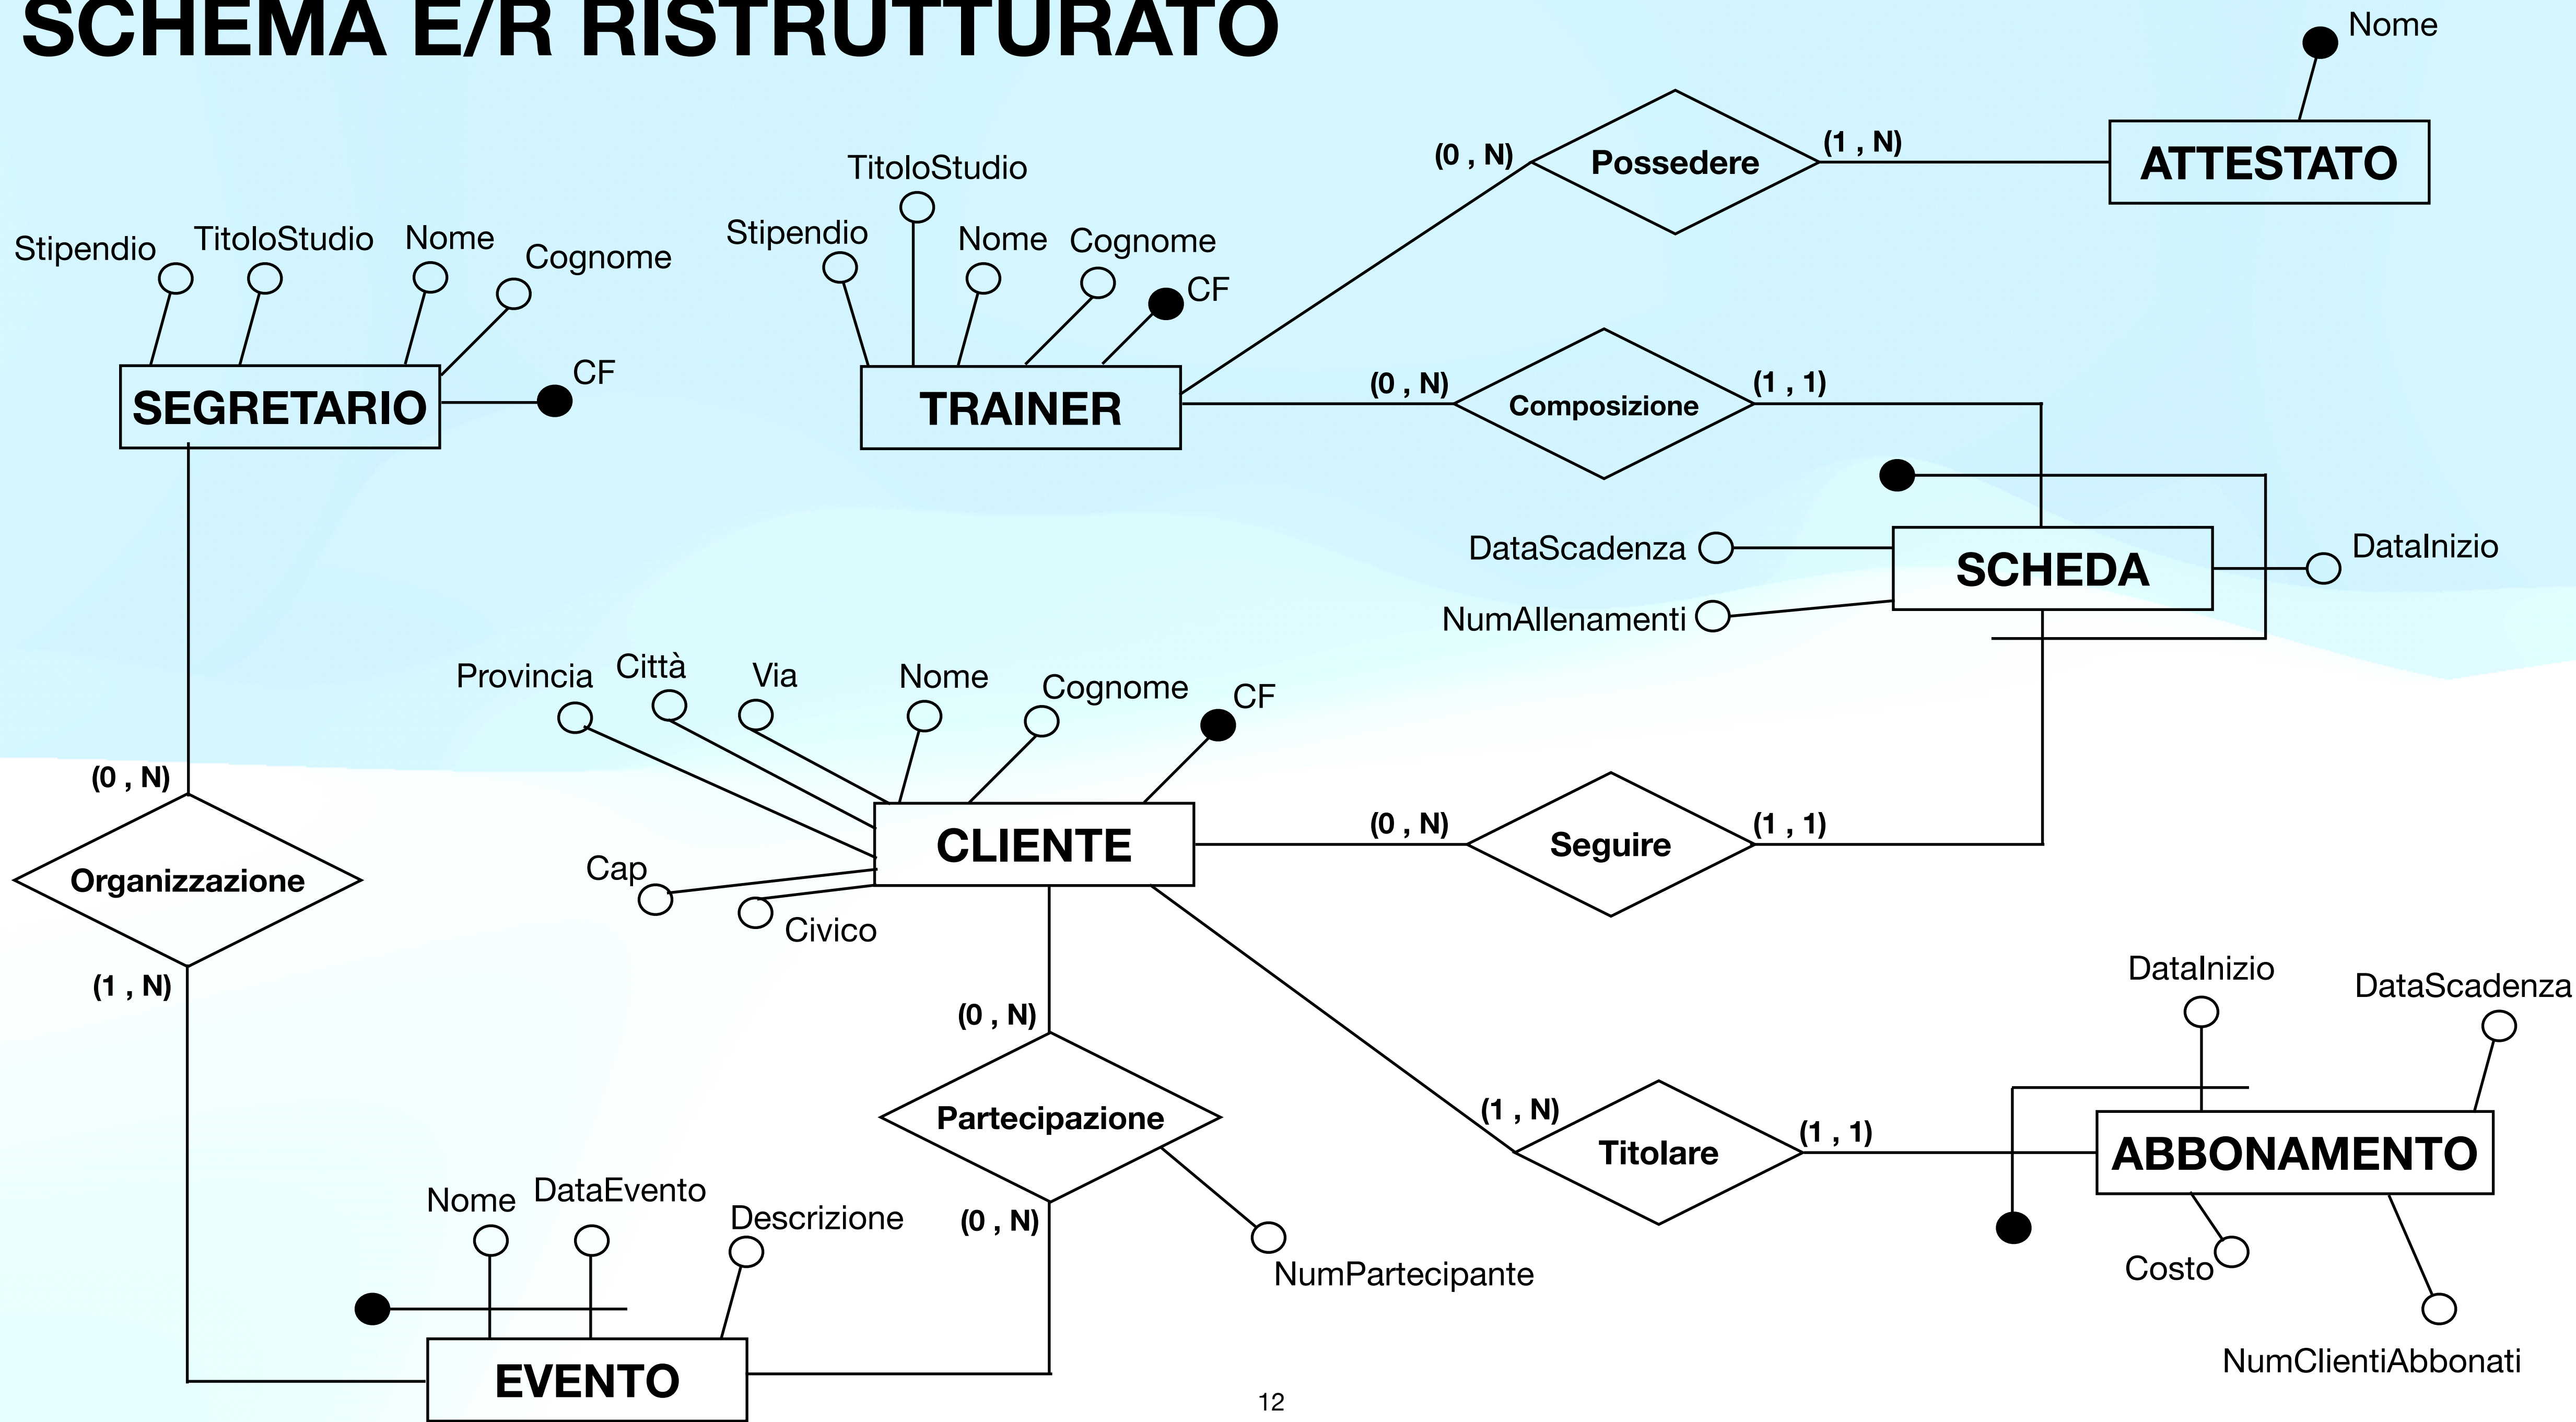 SCHEMA E/R RISTRUTTURATO
Nome
ATTESTATO
(0 , N)
Possedere
(1 , N)
Stipendio
TitoloStudio
Nome
Cognome
CF
SEGRETARIO
Stipendio
TitoloStudio
Nome
Cognome
CF
TRAINER
(0 , N)
Composizione
(1 , 1)
DataScadenza
NumAllenamenti
SCHEDA
DataInizio
Provincia
Città
Via
Nome
Cognome
CF
CLIENTE
Cap
Civico
(0 , N)
Seguire
(1 , 1)
(0 , N)
Organizzazione
(1 , N)
(0 , N)
Partecipazione
(0 , N)
NumPartecipante
(1 , N)
Titolare
(1 , 1)
DataInizio
DataScadenza
ABBONAMENTO
Costo
NumClientiAbbonati
Nome
DataEvento
Descrizione
EVENTO
12